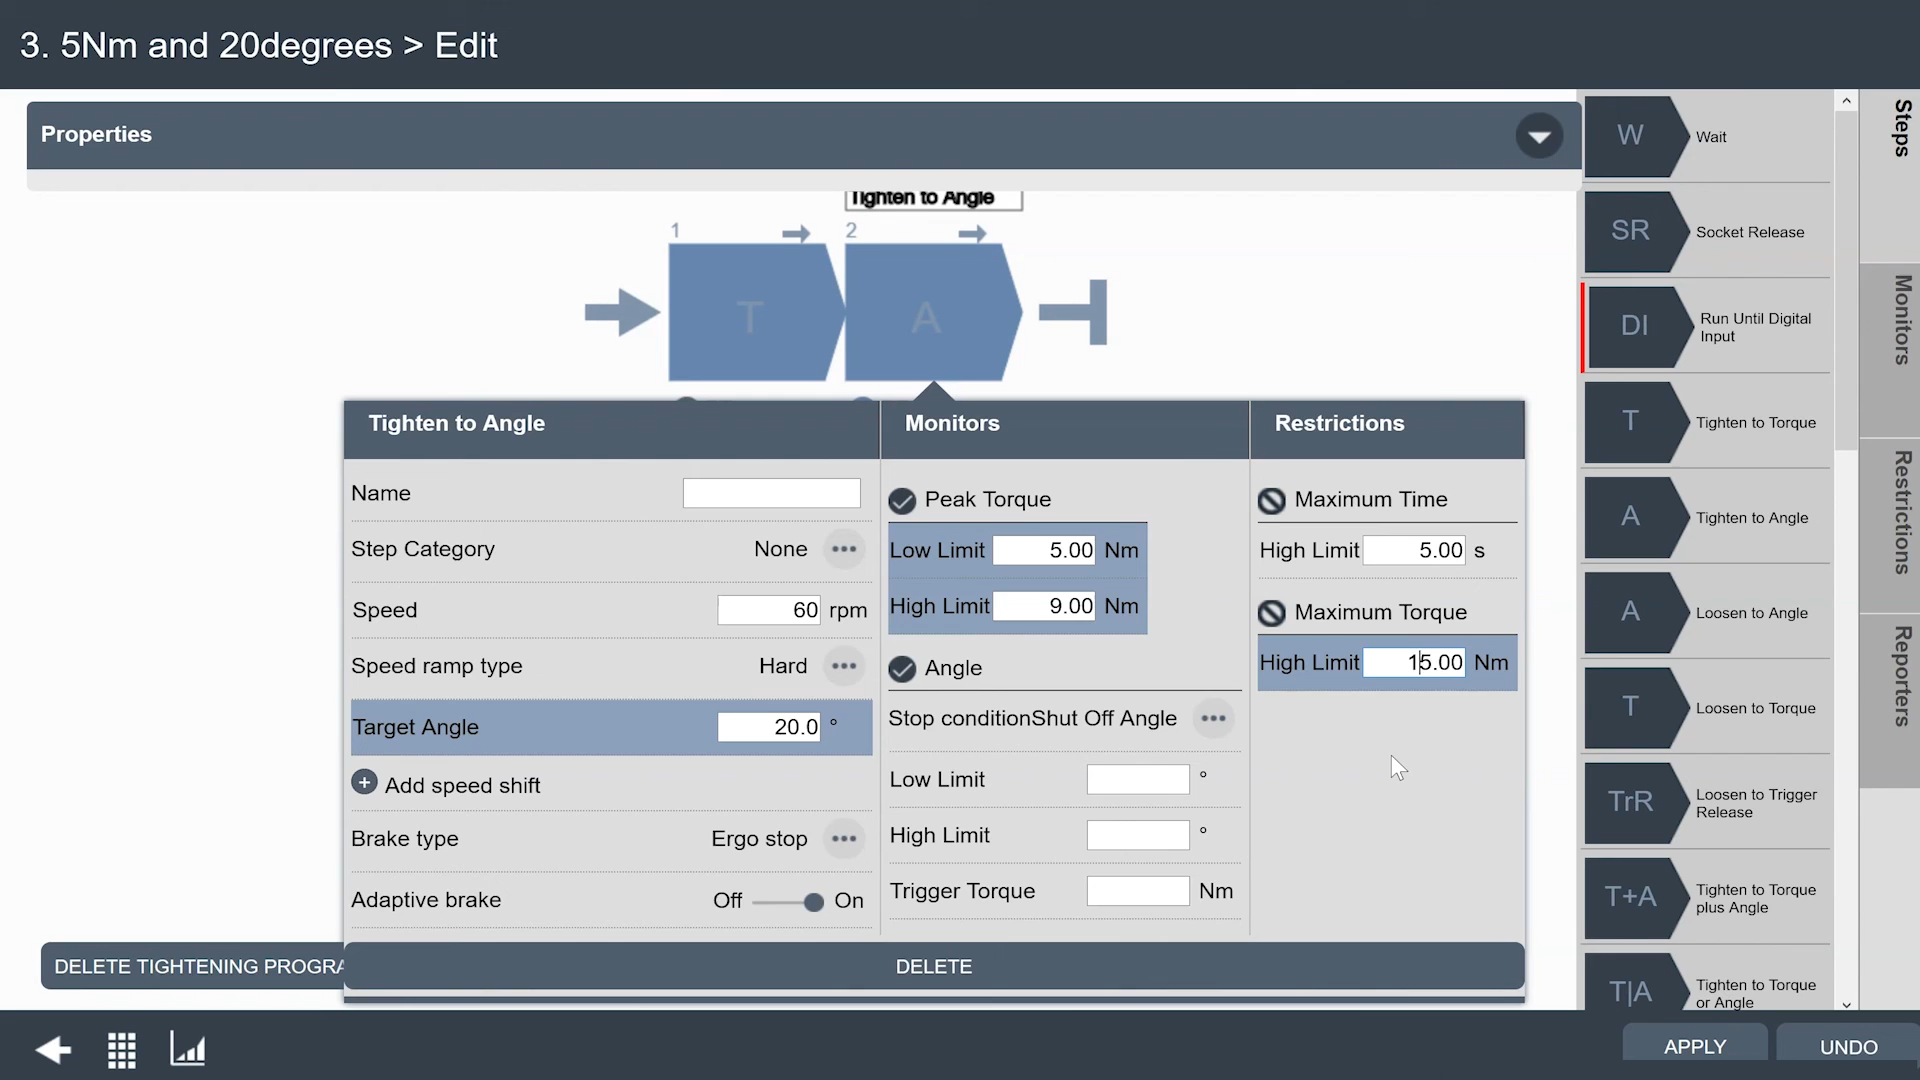 3. 5Nm and 20degrees > Edit
Properties
Tighten to Angle
1
2
T
A
Tighten to Angle
Name
Step Category None
Speed 60 rpm
Speed ramp type Hard
Target Angle 20.0 °
Add speed shift
Brake type Ergo stop
Adaptive brake Off On
Monitors
Peak Torque
Low Limit 5.00 Nm
High Limit 9.00 Nm
Angle
Stop conditionShut Off Angle
Low Limit °
High Limit °
Trigger Torque Nm
Restrictions
Maximum Time
High Limit 5.00 s
Maximum Torque
High Limit 15.00 Nm
DELETE TIGHTENING PROGRA
DELETE
W Wait
SR Socket Release
DI Run Until Digital
Input
T Tighten to Torque
A Tighten to Angle
A Loosen to Angle
T Loosen to Torque
TrR Loosen to Trigger
Release
T+A Tighten to Torque
plus Angle
T|A Tighten to Torque
or Angle
Steps
Monitors
Restrictions
Reporters
APPLY
UNDO